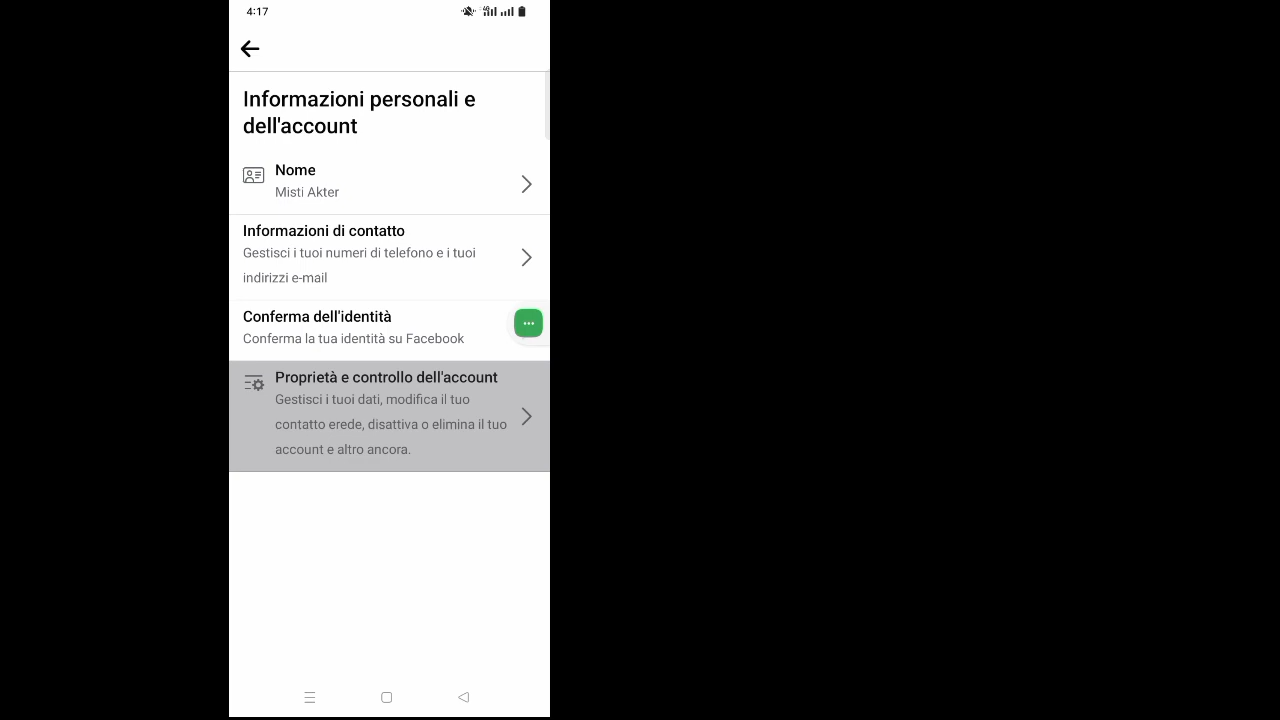 4:17
4G
Informazioni personali e
dell'account
Nome
Misti Akter
Informazioni di contatto
Gestisci i tuoi numeri di telefono e i tuoi
indirizzi e-mail
Conferma dell'identità
Conferma la tua identità su Facebook
Proprietà e controllo dell'account
Gestisci i tuoi dati, modifica il tuo
contatto erede, disattiva o elimina il tuo
account e altro ancora.